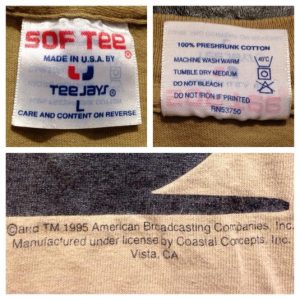 SOF TEE
MADE IN U.S.A. BY
TEE JAYS®
L
CARE AND CONTENT ON REVERSE
100% PRESHRUNK COTTON
MACHINE WASH WARM
40°C
TUMBLE DRY MEDIUM
DO NOT BLEACH
DO NOT IRON IF PRINTED
RN53750
©and TM 1995 American Broadcasting Companies, Inc.
Manufactured under license by Coastal Concepts, Inc.
Vista, CA